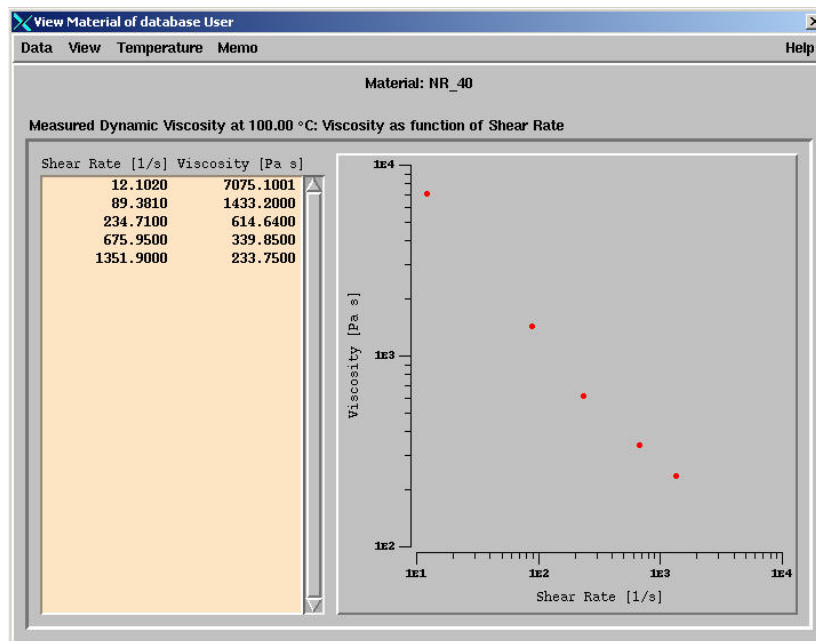 View Material of database User
Data View Temperature Memo Help
Material: NR_40
Measured Dynamic Viscosity at 100.00 °C: Viscosity as function of Shear Rate
Shear Rate [1/s] Viscosity [Pa s]
12.1020 7075.1001
89.3810 1433.2000
234.7100 614.6400
675.9500 339.8500
1351.9000 233.7500
1E4
1E3
1E2
Viscosity [Pa s]
1E1 1E2 1E3 1E4
Shear Rate [1/s]